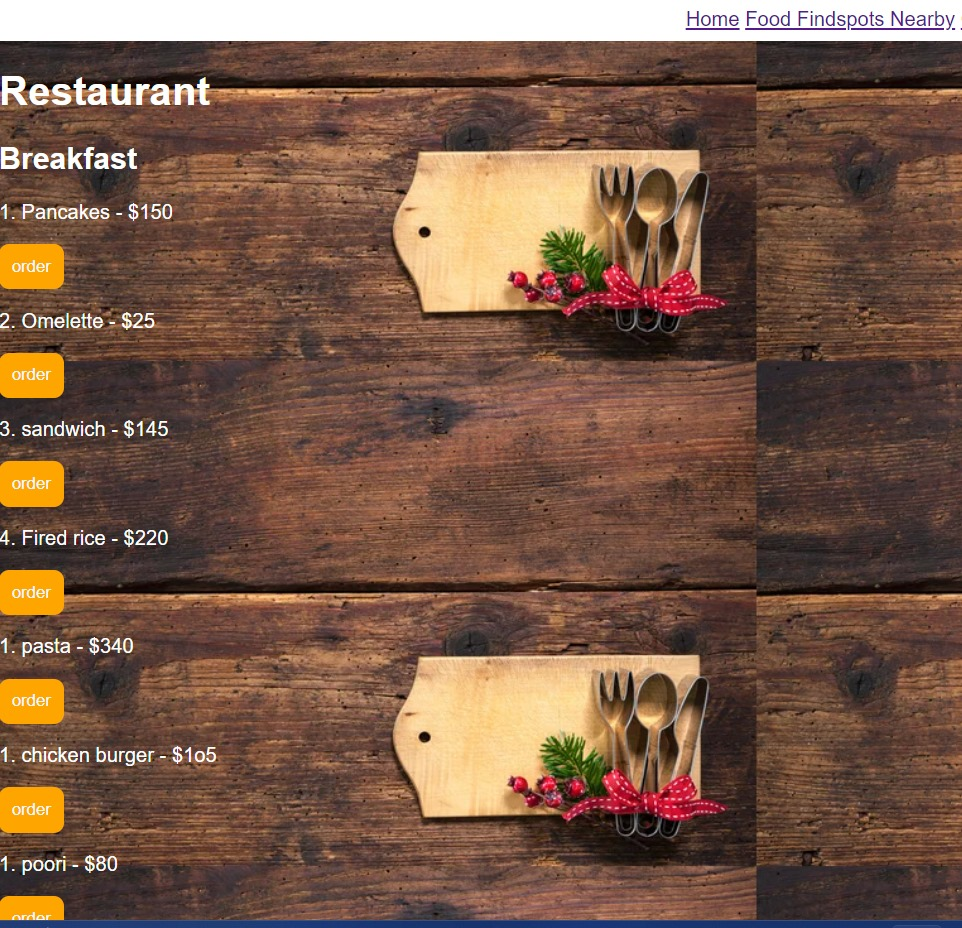 Home Food Findspots Nearby
Restaurant
Breakfast
1. Pancakes - $150
order
2. Omelette - $25
order
3. sandwich - $145
order
4. Fired rice - $220
order
1. pasta - $340
order
1. chicken burger - $1o5
order
1. poori - $80
order